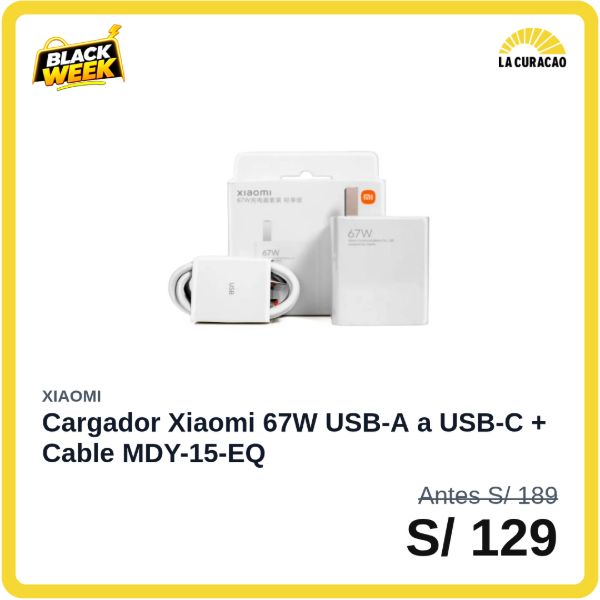 BLACK
WEEK
LA CURACAO
xiaomi
67W
67W
USB
XIAOMI
Cargador Xiaomi 67W USB-A a USB-C +
Cable MDY-15-EQ
Antes S/ 189
S/ 129